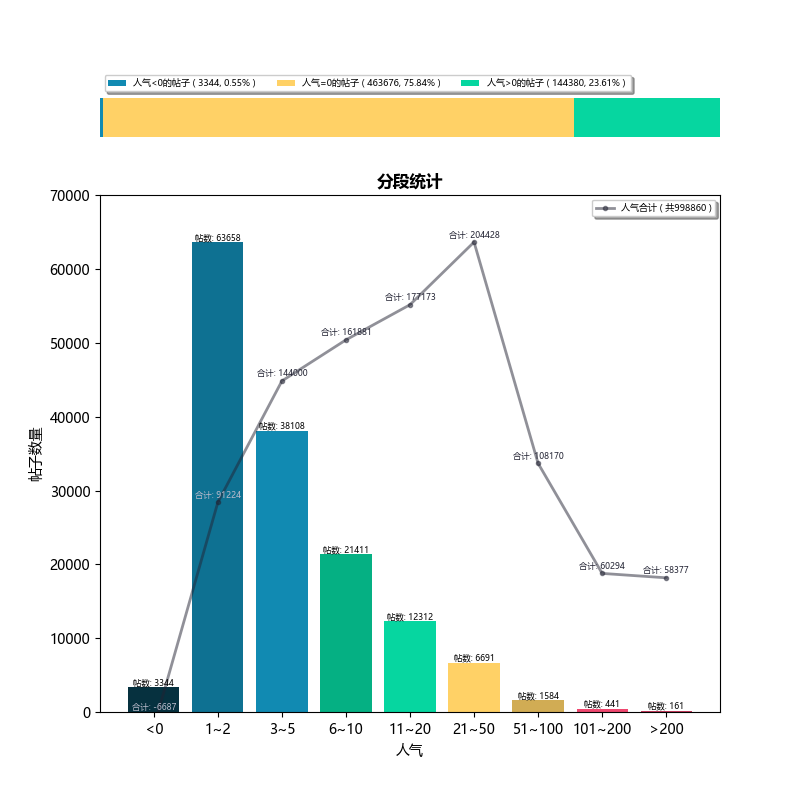 人气<0的帖子 ( 3344, 0.55% ) 人气=0的帖子 ( 463676, 75.84% ) 人气>0的帖子 ( 144380, 23.61% )
分段统计
人气合计 ( 共998860 )
70000
60000
50000
40000
30000
20000
10000
0
帖子数量
帖数: 3344
合计: -6687
帖数: 63658
合计: 91224
合计: 144000
帖数: 38108
合计: 161881
帖数: 21411
合计: 177173
帖数: 12312
合计: 204428
帖数: 6691
合计: 108170
帖数: 1584
合计: 60294
帖数: 441
合计: 58377
帖数: 161
<0 1~2 3~5 6~10 11~20 21~50 51~100 101~200 >200
人气